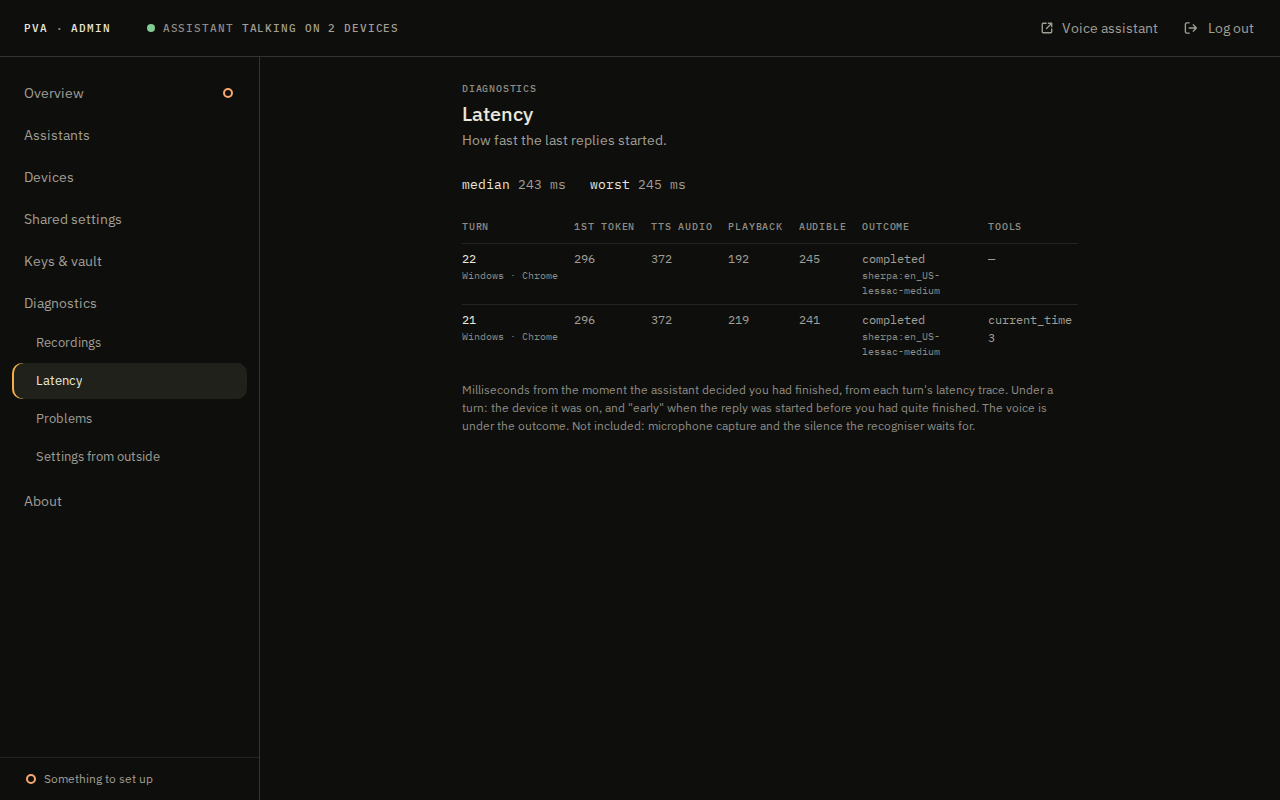 PVA · ADMIN
ASSISTANT TALKING ON 2 DEVICES
Voice assistant
Log out
Overview
Assistants
Devices
Shared settings
Keys & vault
Diagnostics
Recordings
Latency
Problems
Settings from outside
About
Something to set up
DIAGNOSTICS
Latency
How fast the last replies started.
median 243 ms worst 245 ms
TURN 1ST TOKEN TTS AUDIO PLAYBACK AUDIBLE OUTCOME TOOLS
22 296 372 192 245 completed —
Windows · Chrome sherpa:en_US-
lessac-medium
21 296 372 219 241 completed current_time
Windows · Chrome sherpa:en_US- 3
lessac-medium
Milliseconds from the moment the assistant decided you had finished, from each turn's latency trace. Under a
turn: the device it was on, and "early" when the reply was started before you had quite finished. The voice is
under the outcome. Not included: microphone capture and the silence the recogniser waits for.